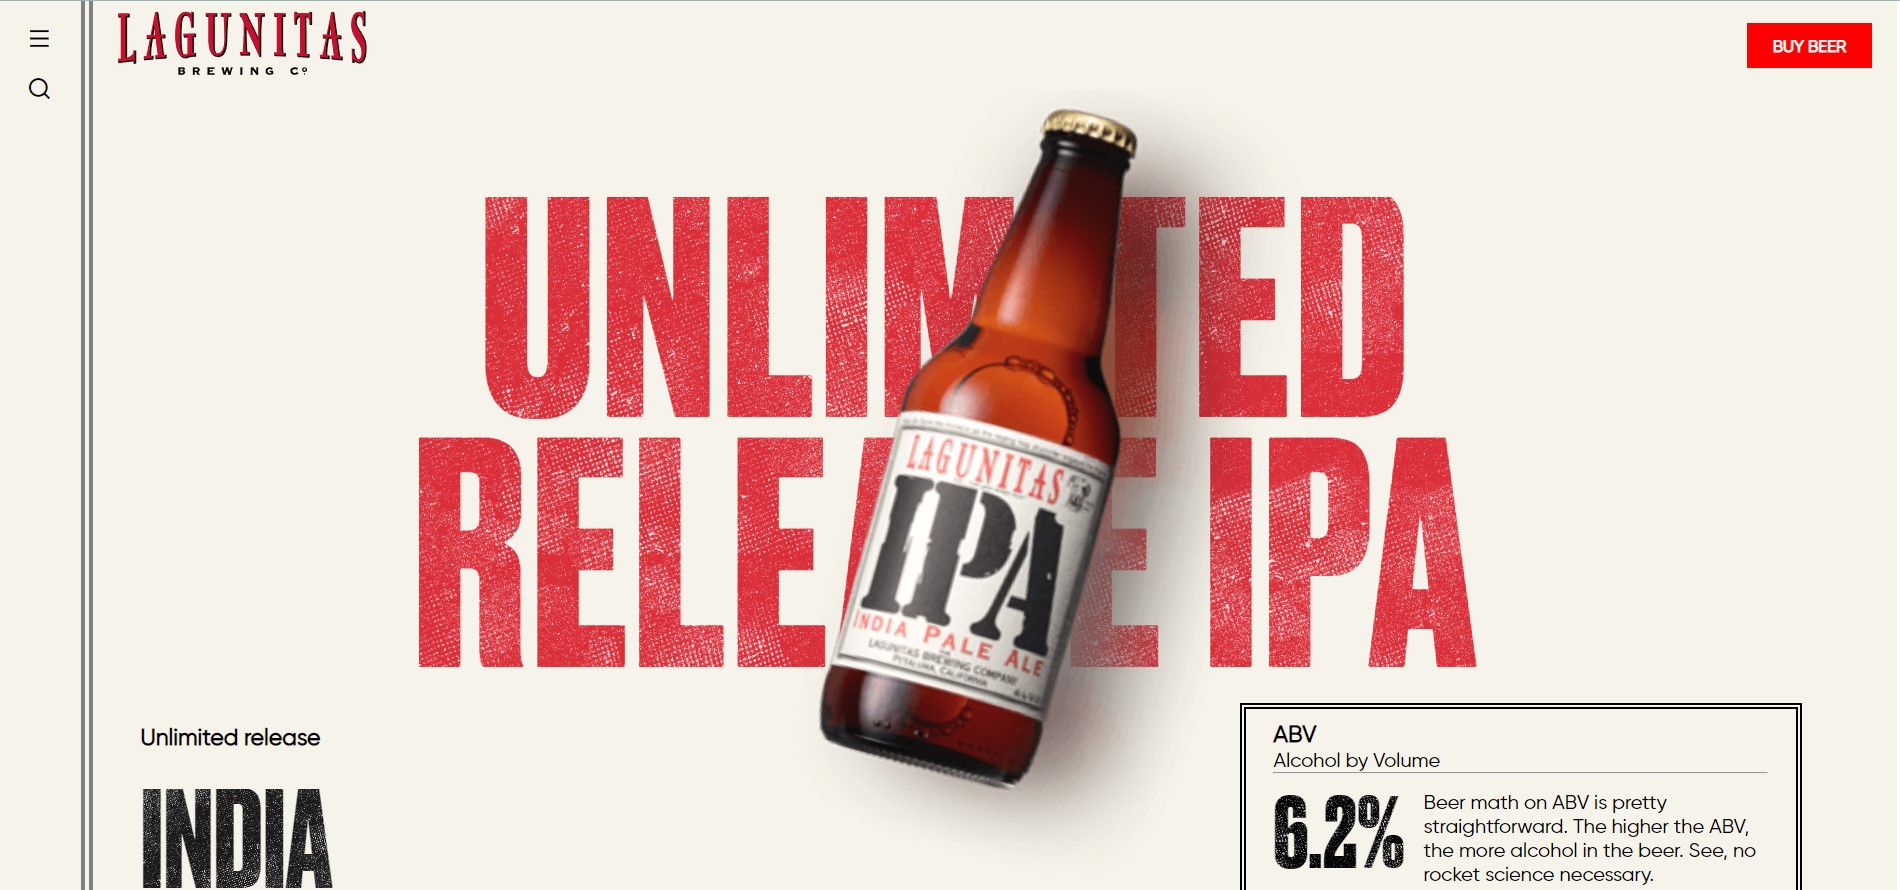 LAGUNITAS
BREWING Cº
BUY BEER
UNLIMITED
RELEASE IPA
LAGUNITAS
IPA
INDIA PALE ALE
THE
LAGUNITAS BREWING COMPANY
PETALUMA, CALIFORNIA
Unlimited release
INDIA
ABV
Alcohol by Volume
6.2%
Beer math on ABV is pretty
straightforward. The higher the ABV,
the more alcohol in the beer. See, no
rocket science necessary.